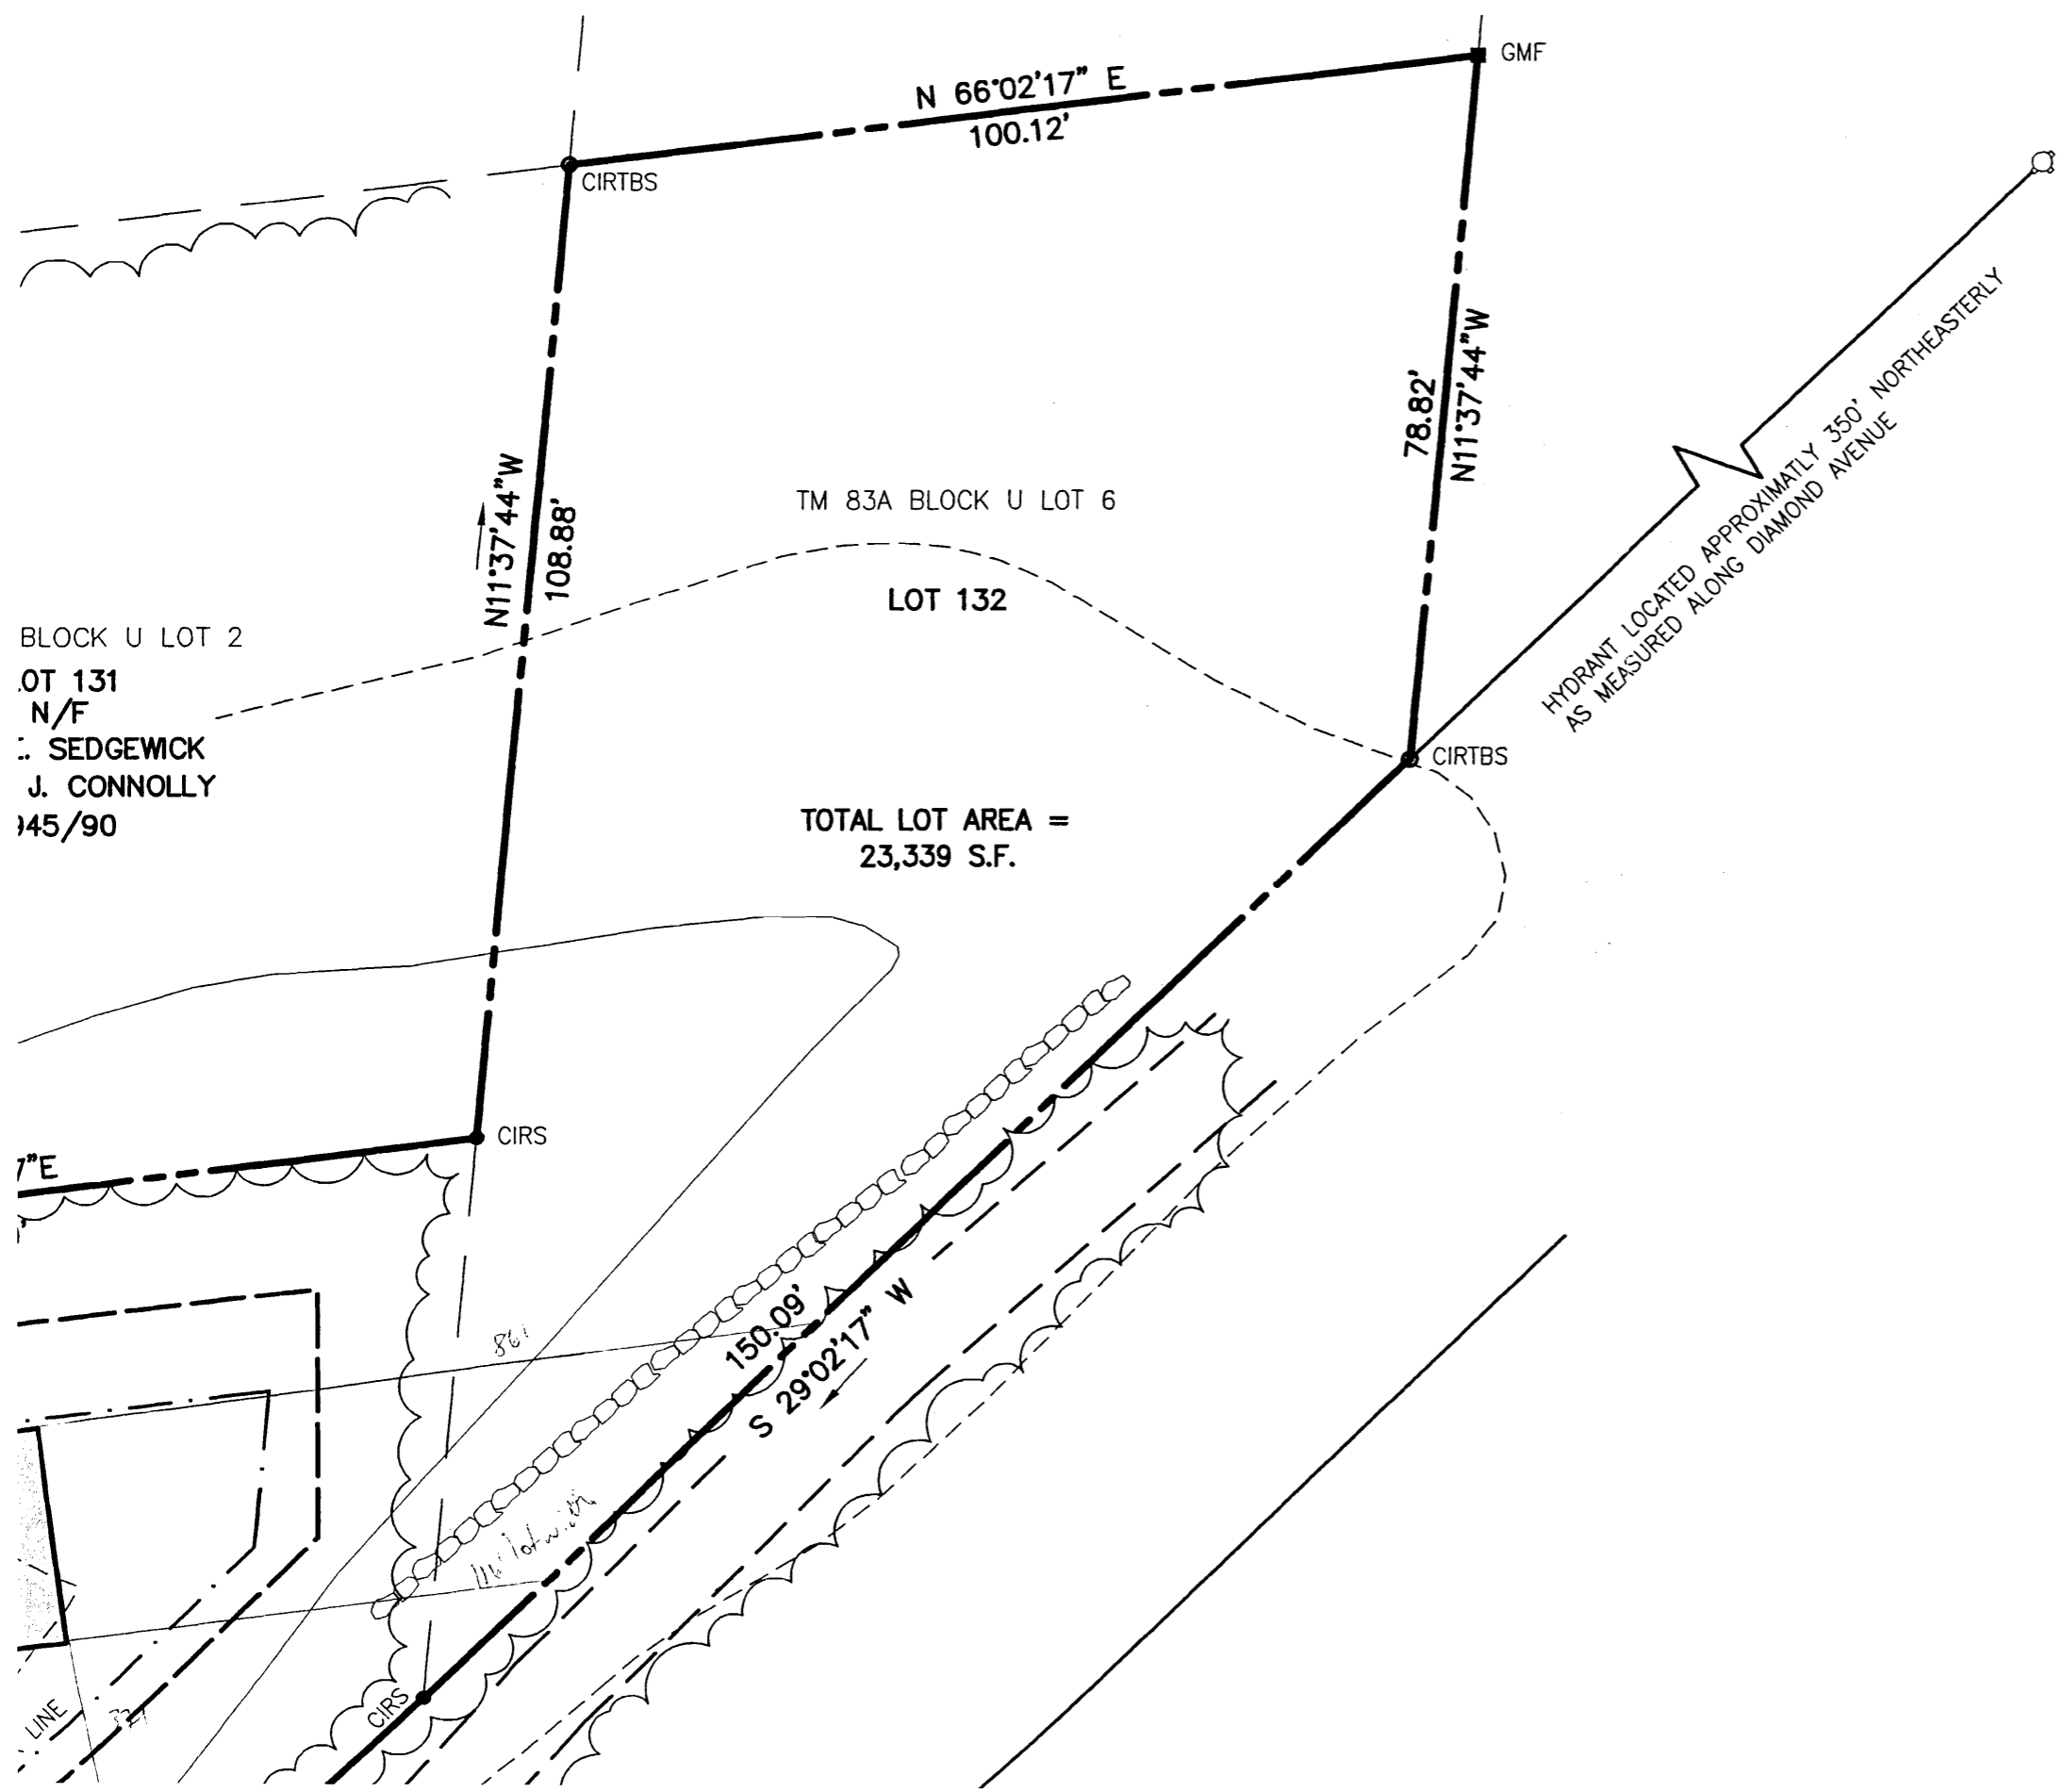 GMF
N 66°02'17" E
100.12'
CIRTBS
78.82'
N11°37'44"W
N11°37'44"W
108.88'
TM 83A BLOCK U LOT 6
LOT 132
HYDRANT LOCATED APPROXIMATLY 350' NORTHEASTERLY
AS MEASURED ALONG DIAMOND AVENUE
BLOCK U LOT 2
OT 131
N/F
. SEDGEWICK
J. CONNOLLY
45/90
CIRTBS
TOTAL LOT AREA =
23,339 S.F.
CIRS
7"E
150.09'
S 29°02'17" W
CIRS
LINE